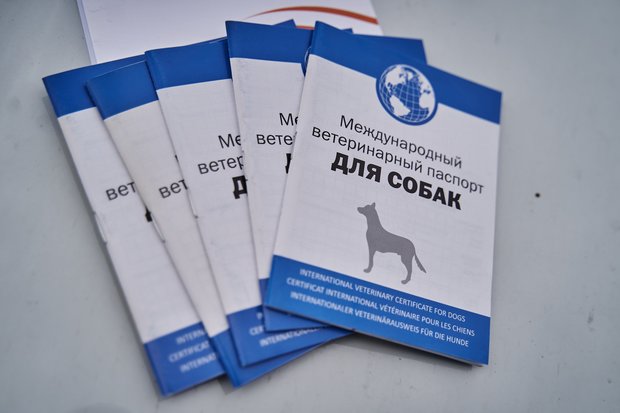 Международный
ветеринарный паспорт
ДЛЯ СОБАК
INTERNATIONAL VETERINARY CERTIFICATE FOR DOGS
CERTIFICAT INTERNATIONAL VÉTÉRINAIRE POUR LES CHIENS
INTERNATIONALER VETERINÄRAUSWEIS FÜR DIE HUNDE